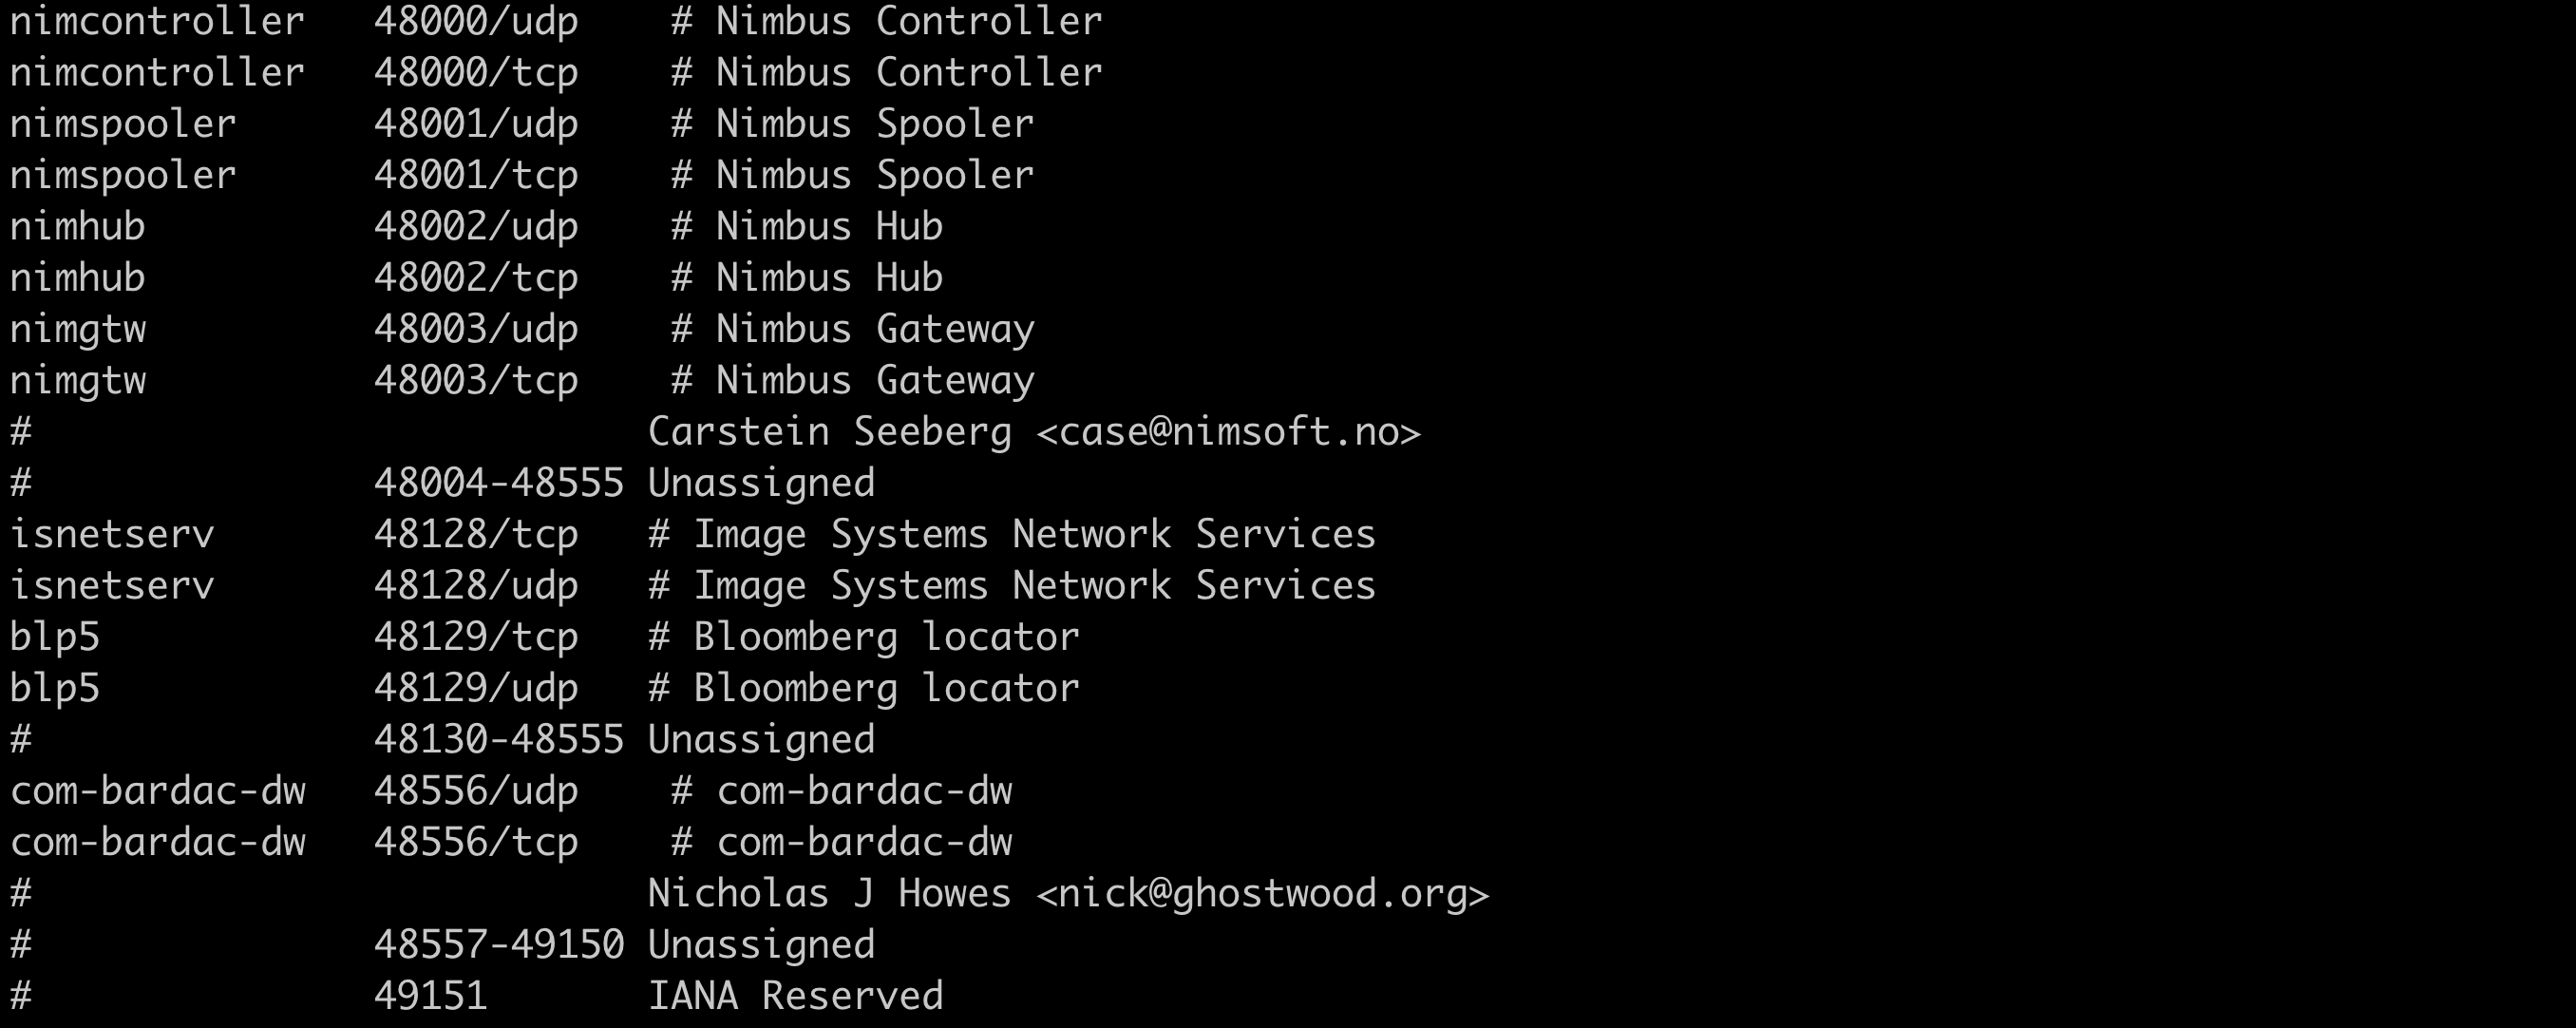 nimcontroller   48000/udp    # Nimbus Controller
nimcontroller   48000/tcp    # Nimbus Controller
nimspooler      48001/udp    # Nimbus Spooler
nimspooler      48001/tcp    # Nimbus Spooler
nimhub          48002/udp    # Nimbus Hub
nimhub          48002/tcp    # Nimbus Hub
nimgtw          48003/udp    # Nimbus Gateway
nimgtw          48003/tcp    # Nimbus Gateway
#                           Carstein Seeberg <case@nimsoft.no>
#               48004-48555 Unassigned
isnetserv       48128/tcp   # Image Systems Network Services
isnetserv       48128/udp   # Image Systems Network Services
blp5            48129/tcp   # Bloomberg locator
blp5            48129/udp   # Bloomberg locator
#               48130-48555 Unassigned
com-bardac-dw   48556/udp    # com-bardac-dw
com-bardac-dw   48556/tcp    # com-bardac-dw
#                           Nicholas J Howes <nick@ghostwood.org>
#               48557-49150 Unassigned
#               49151       IANA Reserved